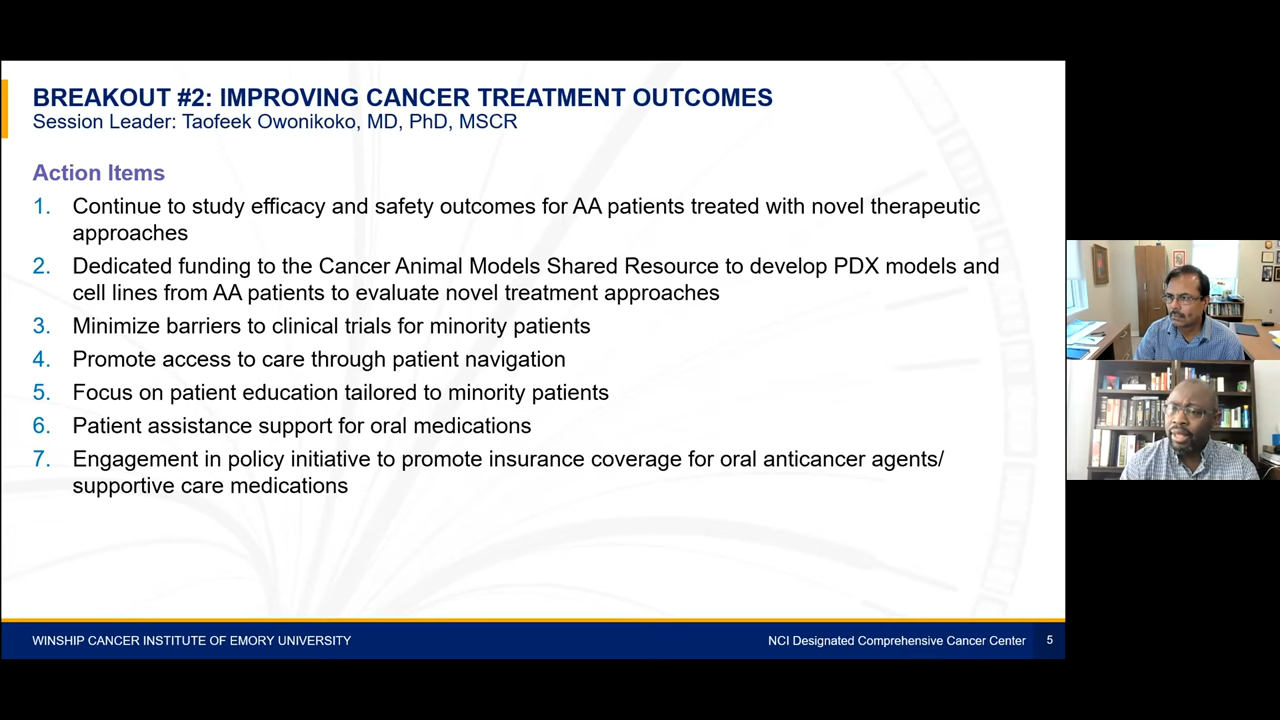 BREAKOUT #2: IMPROVING CANCER TREATMENT OUTCOMES
Session Leader: Taofeek Owonikoko, MD, PhD, MSCR
Action Items
1. Continue to study efficacy and safety outcomes for AA patients treated with novel therapeutic
approaches
2. Dedicated funding to the Cancer Animal Models Shared Resource to develop PDX models and
cell lines from AA patients to evaluate novel treatment approaches
3. Minimize barriers to clinical trials for minority patients
4. Promote access to care through patient navigation
5. Focus on patient education tailored to minority patients
6. Patient assistance support for oral medications
7. Engagement in policy initiative to promote insurance coverage for oral anticancer agents/
supportive care medications
WINSHIP CANCER INSTITUTE OF EMORY UNIVERSITY
NCI Designated Comprehensive Cancer Center 5